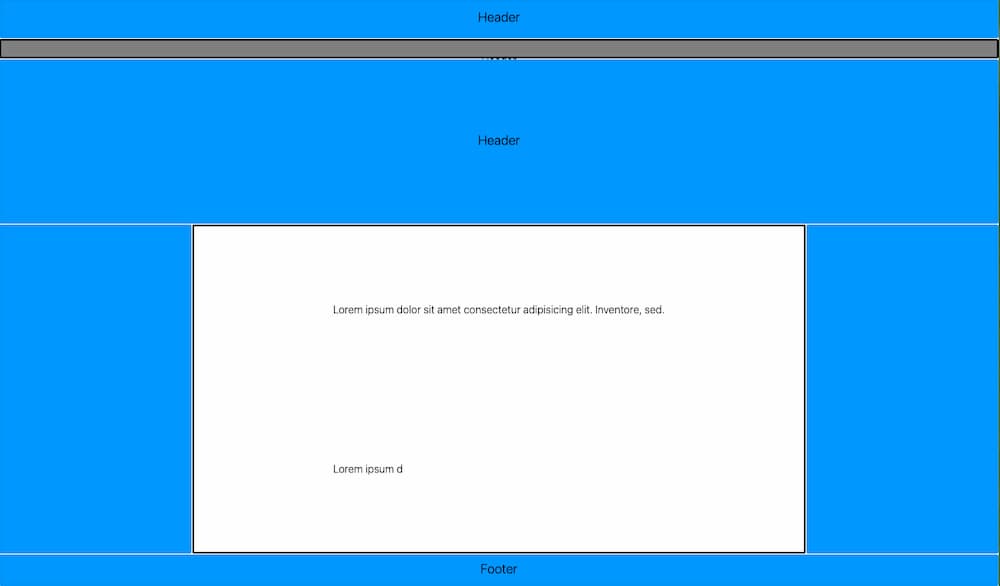 Header
Header
Lorem ipsum dolor sit amet consectetur adipisicing elit. Inventore, sed.
Lorem ipsum d
Footer